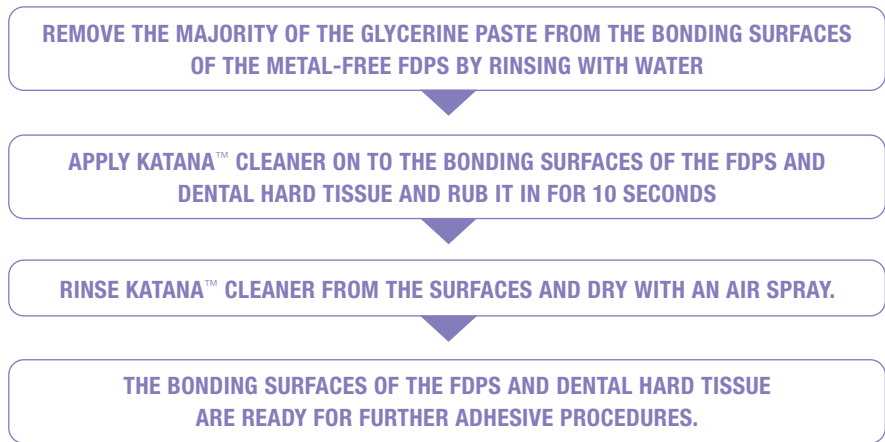 REMOVE THE MAJORITY OF THE GLYCERINE PASTE FROM THE BONDING SURFACES
OF THE METAL-FREE FDPS BY RINSING WITH WATER
APPLY KATANA™ CLEANER ON TO THE BONDING SURFACES OF THE FDPS AND
DENTAL HARD TISSUE AND RUB IT IN FOR 10 SECONDS
RINSE KATANA™ CLEANER FROM THE SURFACES AND DRY WITH AN AIR SPRAY.
THE BONDING SURFACES OF THE FDPS AND DENTAL HARD TISSUE
ARE READY FOR FURTHER ADHESIVE PROCEDURES.